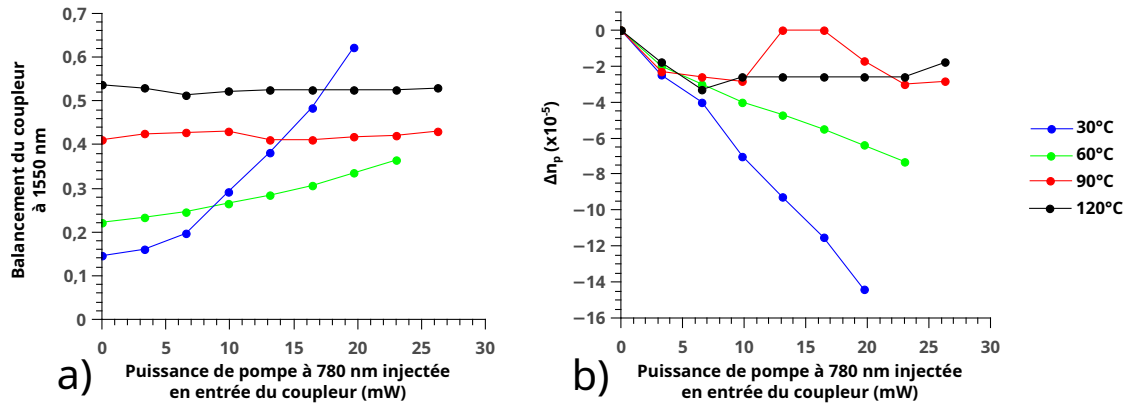 0,7
0,6
0,5
0,4
0,3
0,2
0,1
0
Balancement du coupleur
à 1550 nm
0 5 10 15 20 25 30
Puissance de pompe à 780 nm injectée
en entrée du coupleur (mW)
a)
0
−2
−4
−6
−8
−10
−12
−14
−16
Δnp (x10-5)
0 5 10 15 20 25 30
Puissance de pompe à 780 nm injectée
en entrée du coupleur (mW)
b)
30°C
60°C
90°C
120°C